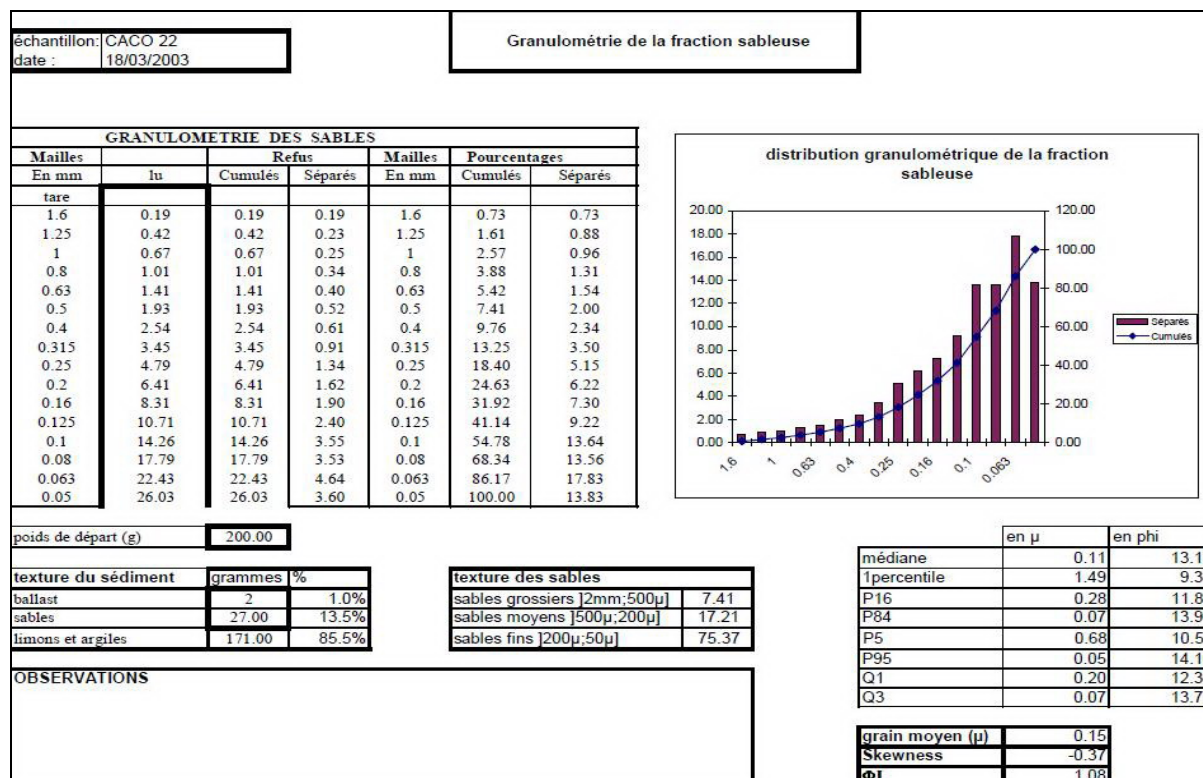 échantillon: CACO 22
date : 18/03/2003
Granulométrie de la fraction sableuse
GRANULOMETRIE DES SABLES
Mailles Refus Mailles Pourcentages
En mm lu Cumulés Séparés En mm Cumulés Séparés
tare
1.6 0.19 0.19 0.19 1.6 0.73 0.73
1.25 0.42 0.42 0.23 1.25 1.61 0.88
1 0.67 0.67 0.25 1 2.57 0.96
0.8 1.01 1.01 0.34 0.8 3.88 1.31
0.63 1.41 1.41 0.40 0.63 5.42 1.54
0.5 1.93 1.93 0.52 0.5 7.41 2.00
0.4 2.54 2.54 0.61 0.4 9.76 2.34
0.315 3.45 3.45 0.91 0.315 13.25 3.50
0.25 4.79 4.79 1.34 0.25 18.40 5.15
0.2 6.41 6.41 1.62 0.2 24.63 6.22
0.16 8.31 8.31 1.90 0.16 31.92 7.30
0.125 10.71 10.71 2.40 0.125 41.14 9.22
0.1 14.26 14.26 3.55 0.1 54.78 13.64
0.08 17.79 17.79 3.53 0.08 68.34 13.56
0.063 22.43 22.43 4.64 0.063 86.17 17.83
0.05 26.03 26.03 3.60 0.05 100.00 13.83
distribution granulométrique de la fraction
sableuse
20.00 120.00
18.00
16.00 100.00
14.00 80.00
12.00
10.00 60.00
8.00
6.00 40.00
4.00 20.00
2.00
0.00 0.00
1.6 1 0.63 0.4 0.25 0.16 0.1 0.063
Séparés
Cumulés
poids de départ (g) 200.00
texture du sédiment grammes %
ballast 2 1.0%
sables 27.00 13.5%
limons et argiles 171.00 85.5%
texture des sables
sables grossiers ]2mm;500µ] 7.41
sables moyens ]500µ;200µ] 17.21
sables fins ]200µ;50µ] 75.37
en µ en phi
médiane 0.11 13.1
1percentile 1.49 9.3
P16 0.28 11.8
P84 0.07 13.9
P5 0.68 10.5
P95 0.05 14.1
Q1 0.20 12.3
Q3 0.07 13.7
OBSERVATIONS
grain moyen (µ) 0.15
Skewness -0.37
ΦI 1.08